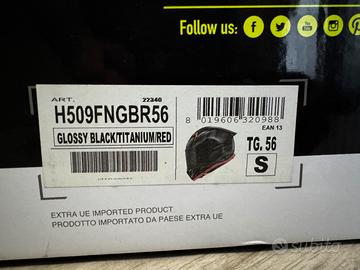 Follow us:
ART. 22340
H509FNGBR56
GLOSSY BLACK/TITANIUM/RED
8 019606 320988
EAN 13
TG. 56
S
EXTRA UE IMPORTED PRODUCT
PRODOTTO IMPORTATO DA PAESE EXTRA UE
subito